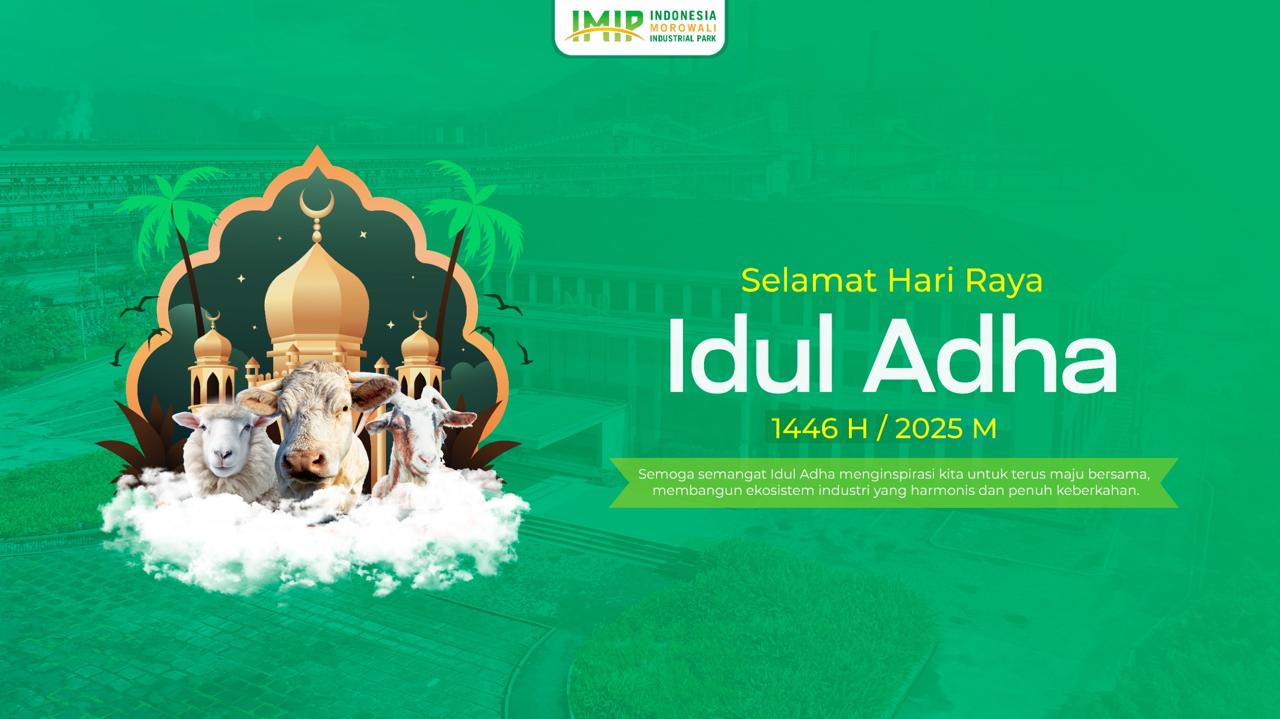 IMIP
INDONESIA
MOROWALI
INDUSTRIAL PARK
Selamat Hari Raya
Idul Adha
1446 H / 2025 M
Semoga semangat Idul Adha menginspirasi kita untuk terus maju bersama,
membangun ekosistem industri yang harmonis dan penuh keberkahan.